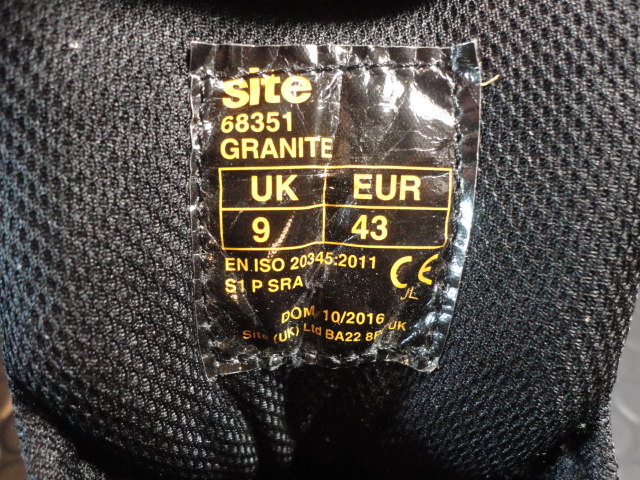 site
68351
GRANITE
UK EUR
9 43
EN ISO 20345:2011
S1 P SRA
CE
JL
DOM 10/2016
Site (UK) Ltd BA22 UK